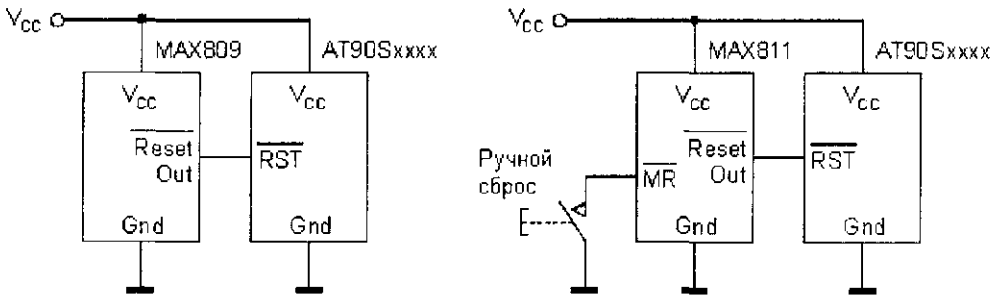 Vcc
MAX809
AT90Sxxxx
Vcc
Reset
Out
Gnd
Vcc
RST
Gnd
Vcc
MAX811
AT90Sxxxx
Ручной
сброс
Vcc
Reset
MR
Out
Gnd
Vcc
RST
Gnd